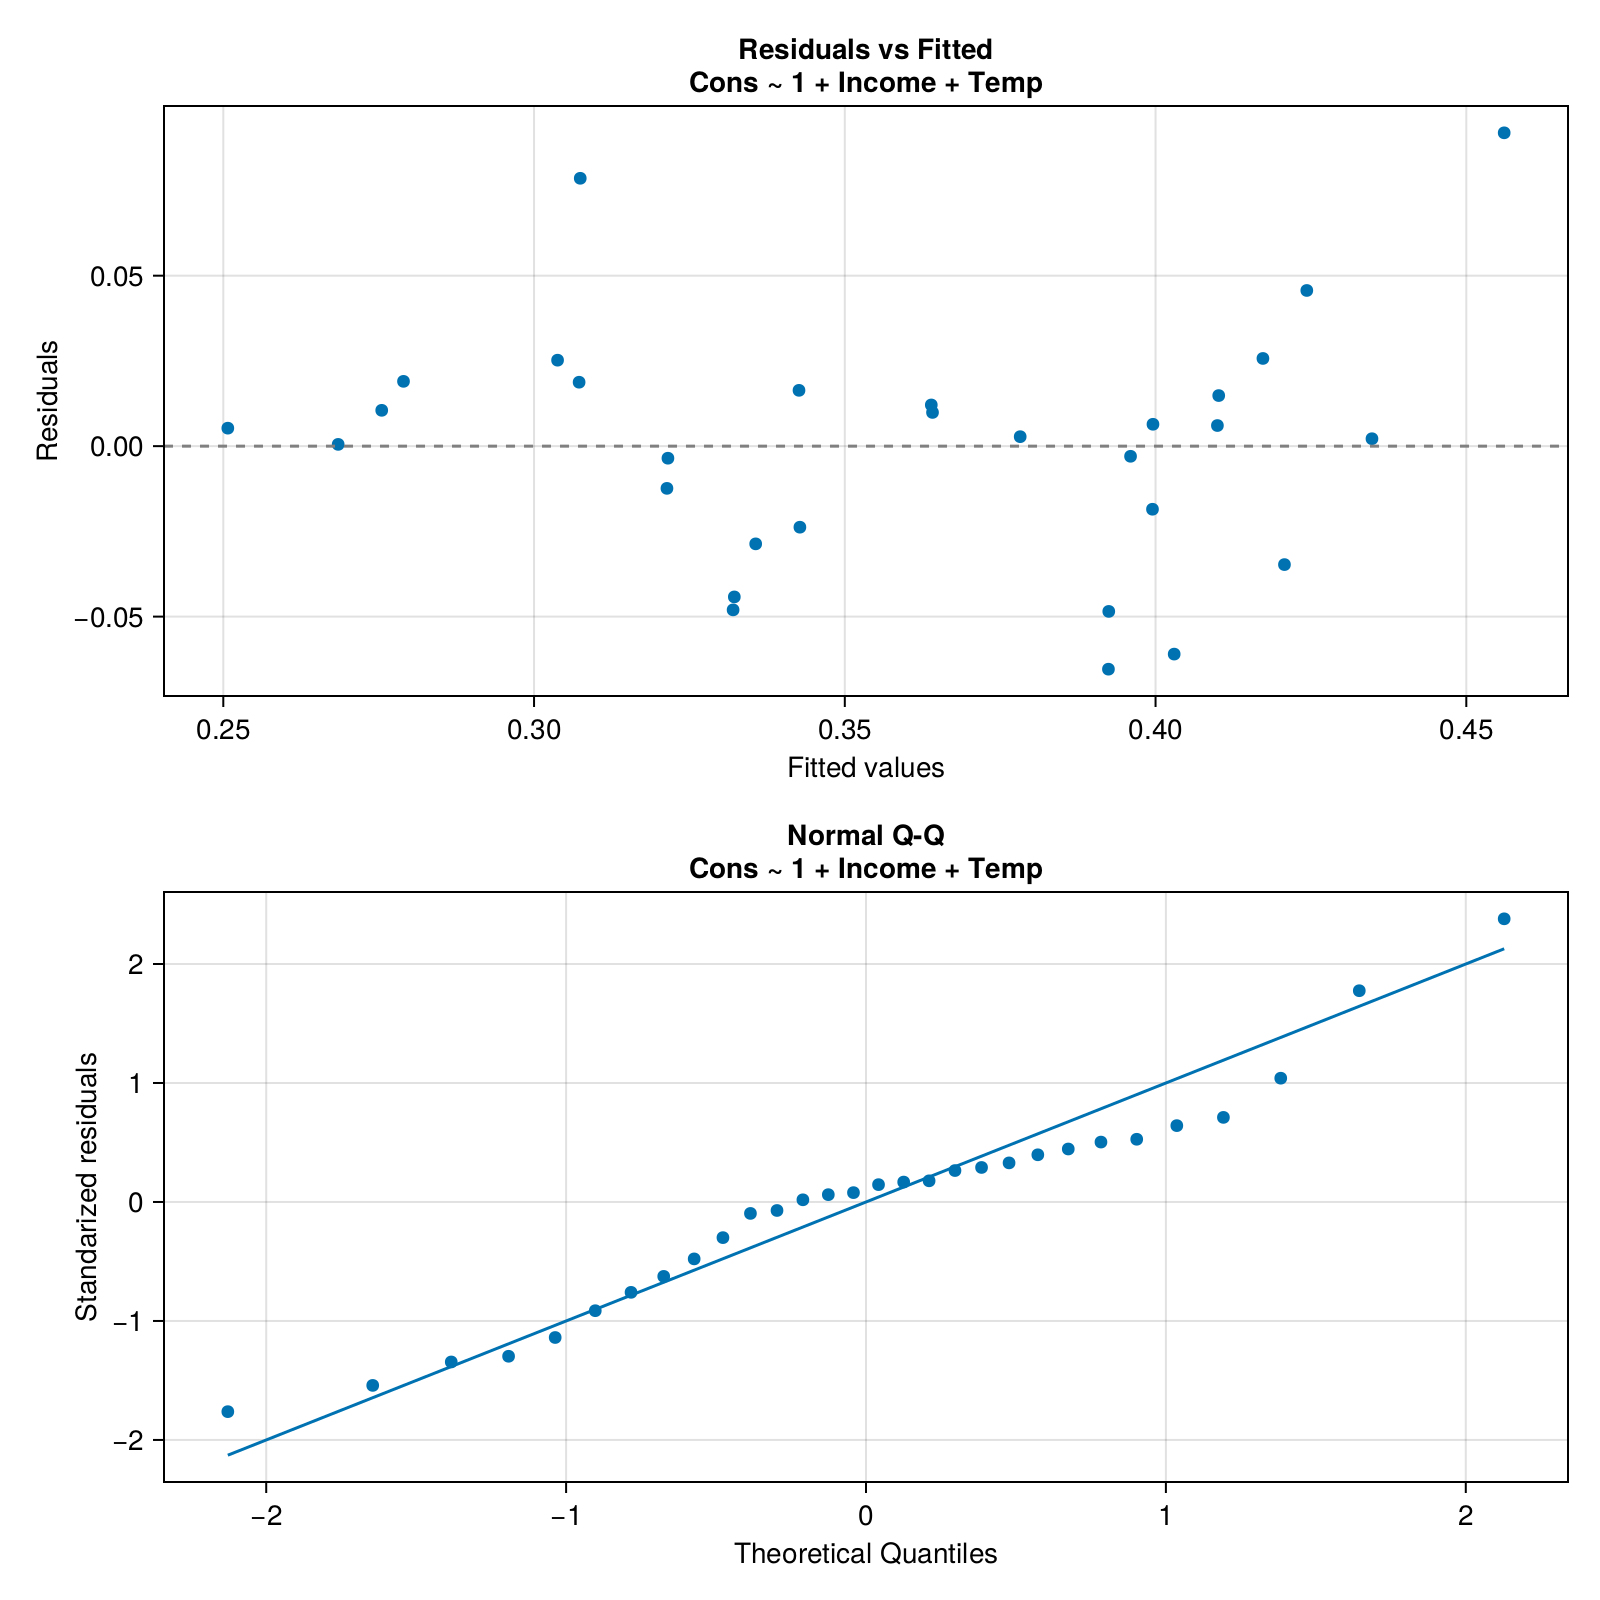 Residuals vs Fitted
Cons ~ 1 + Income + Temp
Residuals
0.05
0.00
−0.05
0.25 0.30 0.35 0.40 0.45
Fitted values
Normal Q-Q
Cons ~ 1 + Income + Temp
Standarized residuals
2
1
0
−1
−2
−2 −1 0 1 2
Theoretical Quantiles